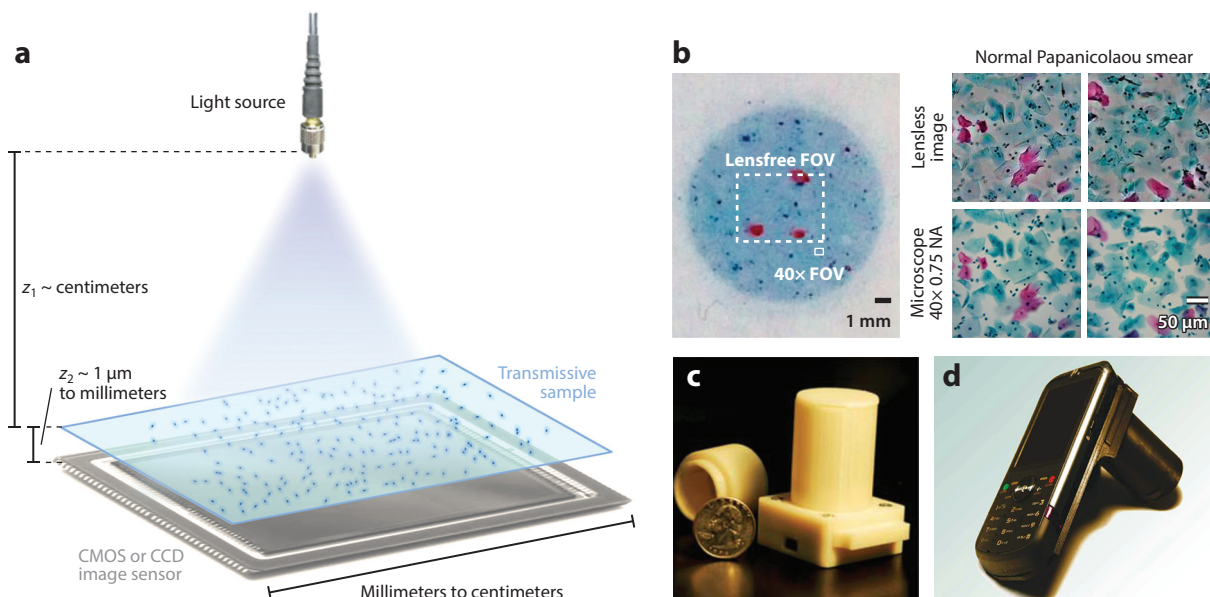 a
Light source
z₁ ~ centimeters
z₂ ~ 1 µm
to millimeters
Transmissive
sample
CMOS or CCD
image sensor
Millimeters to centimeters
b
Normal Papanicolaou smear
Lensfree FOV
40× FOV
1 mm
Lensless
image
Microscope
40× 0.75 NA
50 µm
c
d